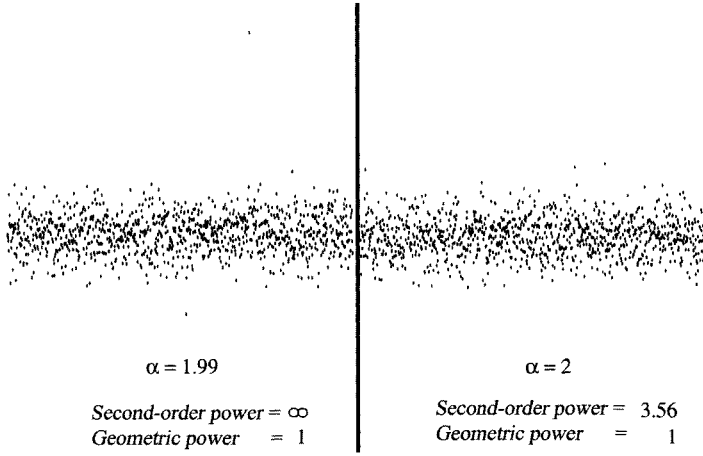 α = 1.99
Second-order power = ∞
Geometric power = 1
α = 2
Second-order power = 3.56
Geometric power = 1